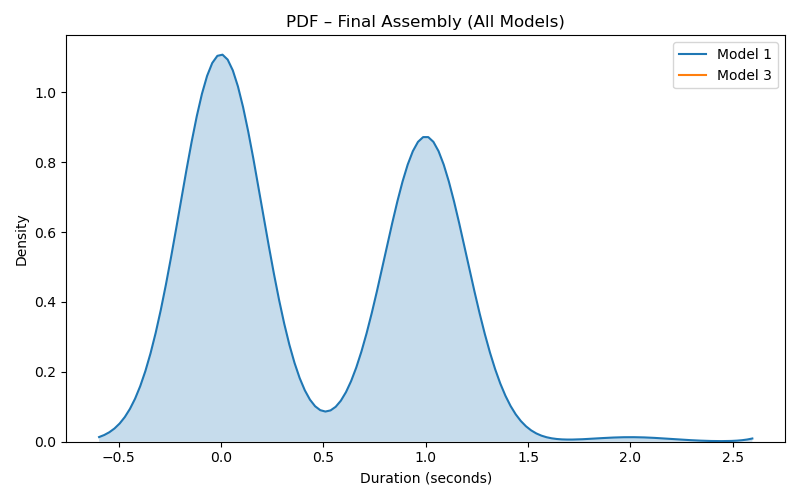 PDF – Final Assembly (All Models)
Model 1
Model 3
Density
1.0
0.8
0.6
0.4
0.2
0.0
−0.5 0.0 0.5 1.0 1.5 2.0 2.5
Duration (seconds)